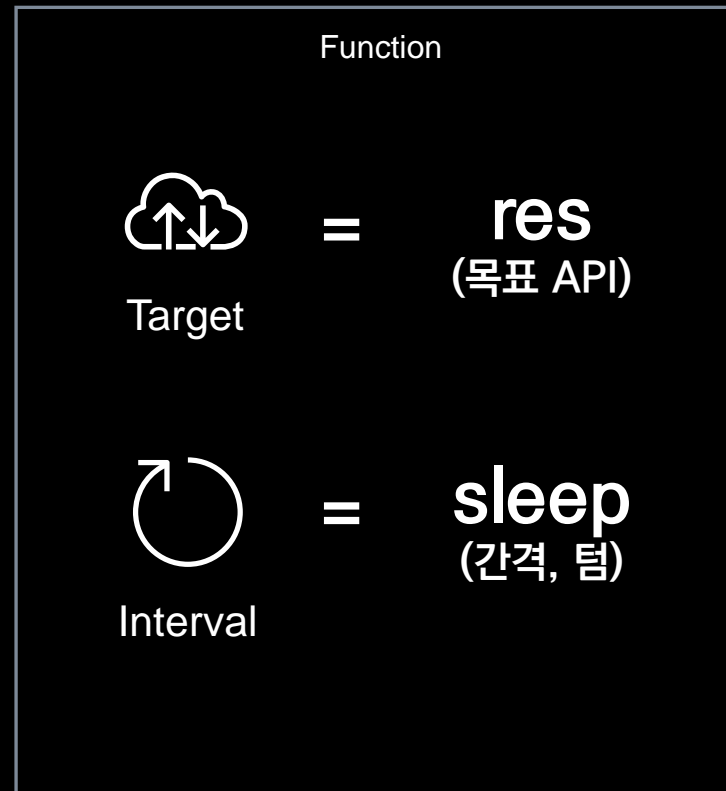 Function
=
res
(목표 API)
Target
=
sleep
(간격, 텀)
Interval